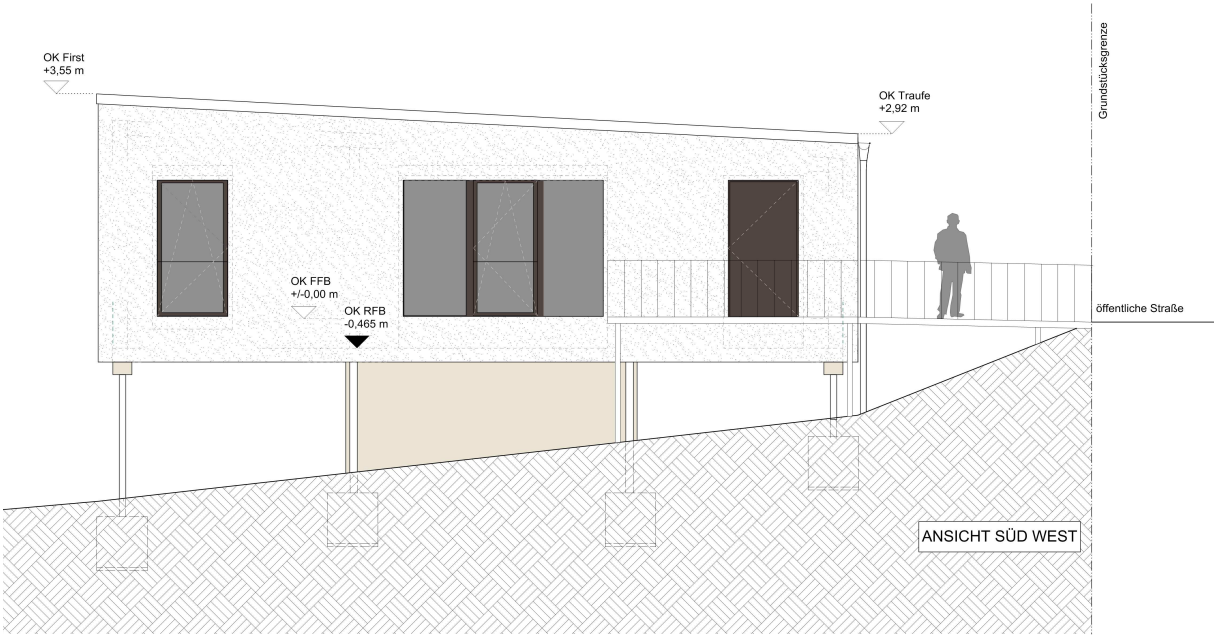 OK First
+3,55 m
OK Traufe
+2,92 m
Grundstücksgrenze
OK FFB
+/-0,00 m
OK RFB
-0,465 m
öffentliche Straße
ANSICHT SÜD WEST